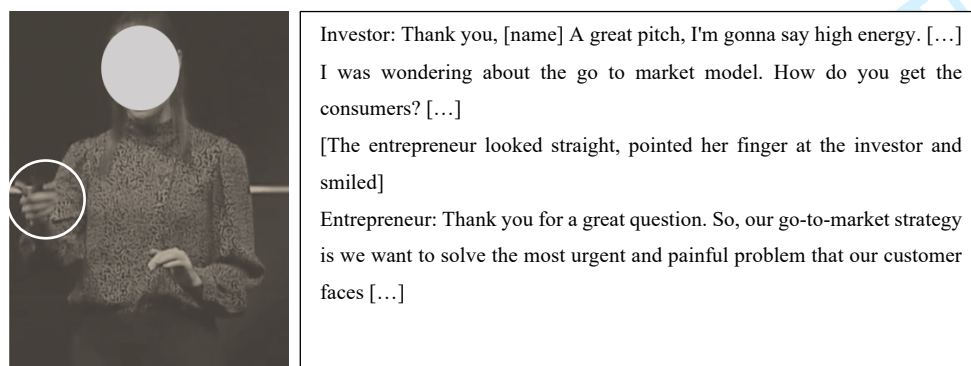 Investor: Thank you, [name] A great pitch, I'm gonna say high energy. […]
I was wondering about the go to market model. How do you get the
consumers? […]
[The entrepreneur looked straight, pointed her finger at the investor and
smiled]
Entrepreneur: Thank you for a great question. So, our go-to-market strategy
is we want to solve the most urgent and painful problem that our customer
faces […]